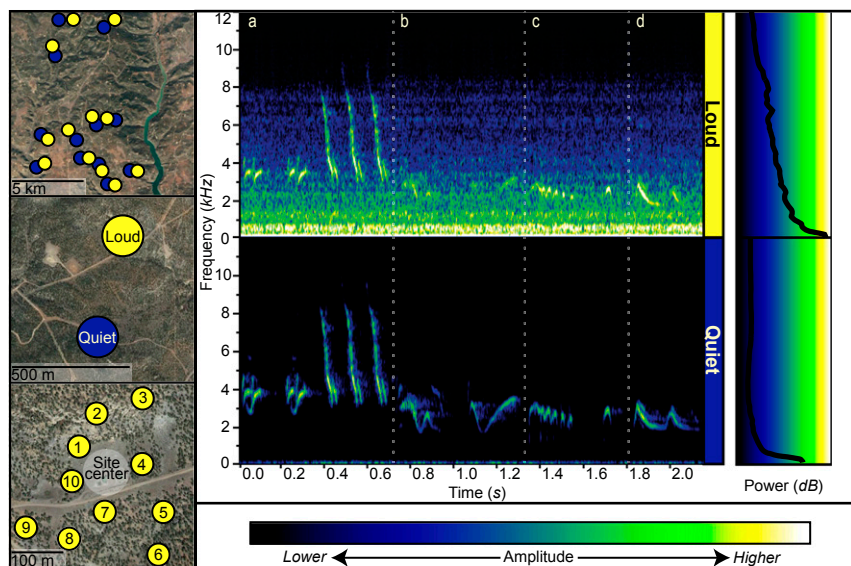 5 km
Loud
Quiet
500 m
3
2
1
Site
center
4
10
7
5
9
8
6
100 m
a
b
c
d
12
10
8
6
4
2
0
10
8
6
4
2
0
Frequency (kHz)
Loud
Quiet
0.0 0.2 0.4 0.6 0.8 1.0 1.2 1.4 1.6 1.8 2.0
Time (s)
Power (dB)
Lower Amplitude Higher